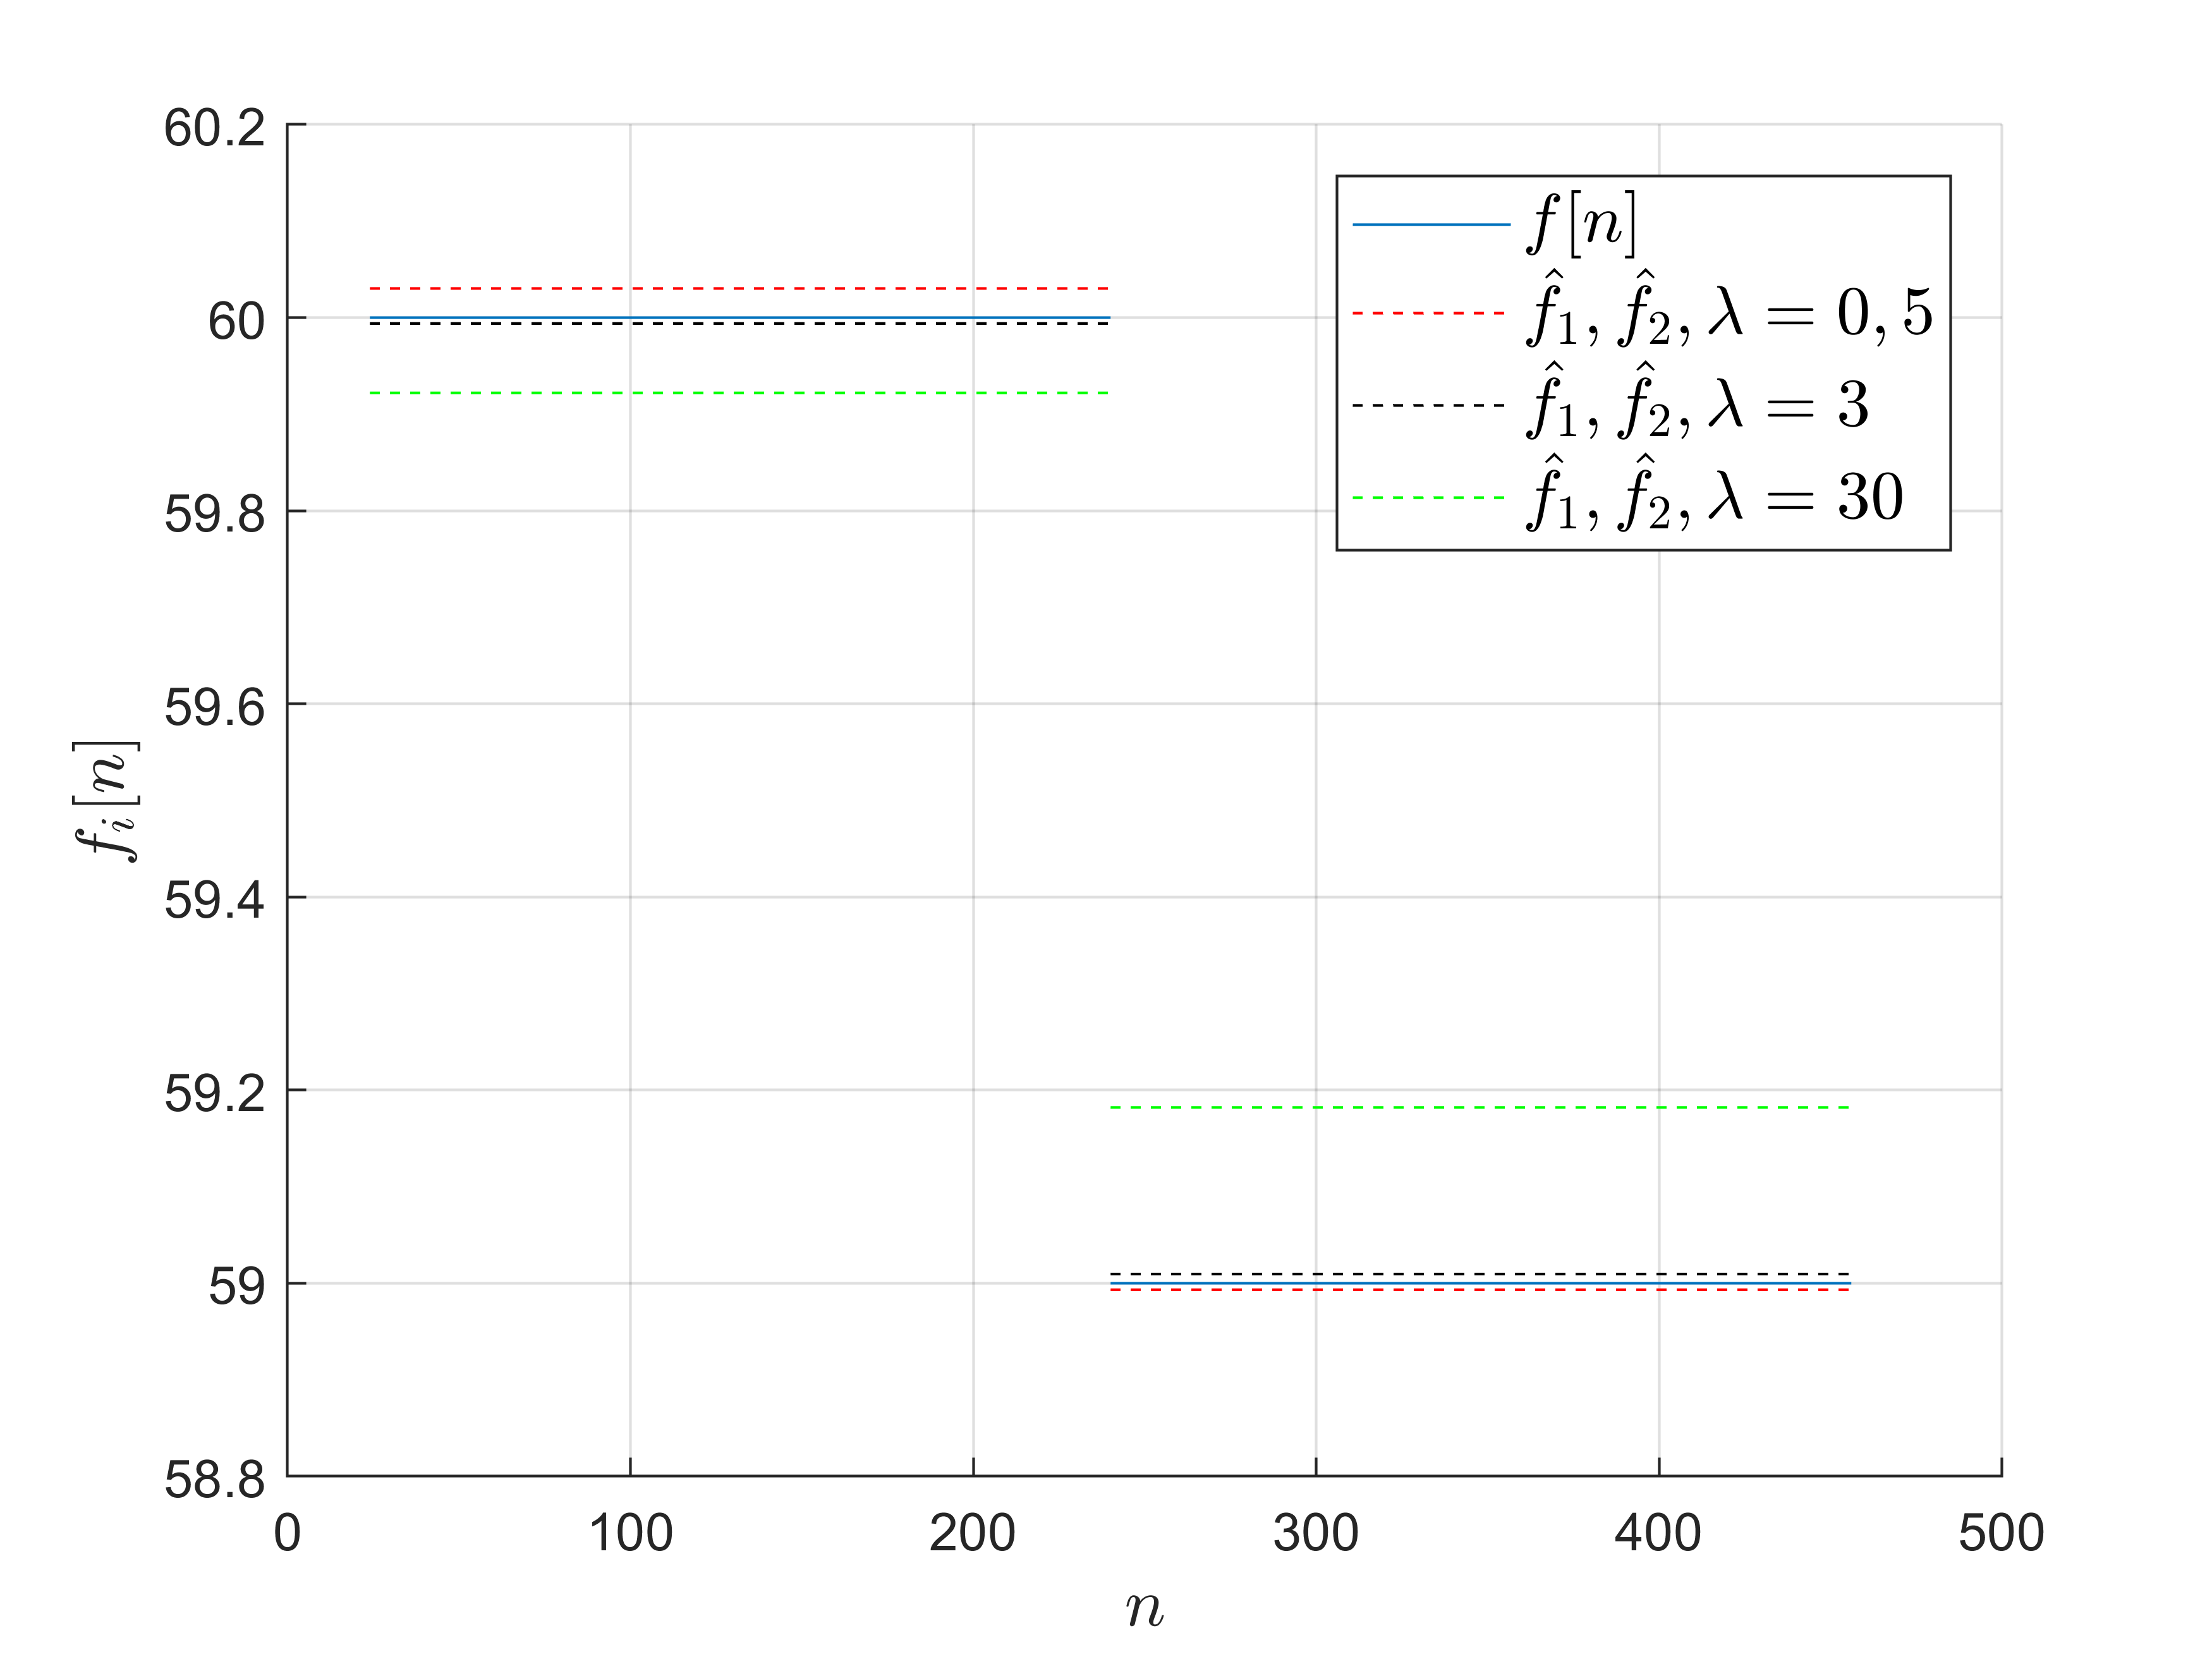 60.2
60
59.8
59.6
59.4
59.2
59
58.8
0 100 200 300 400 500
n
f_i[n]
f[n]
f̂_1, f̂_2, λ = 0, 5
f̂_1, f̂_2, λ = 3
f̂_1, f̂_2, λ = 30